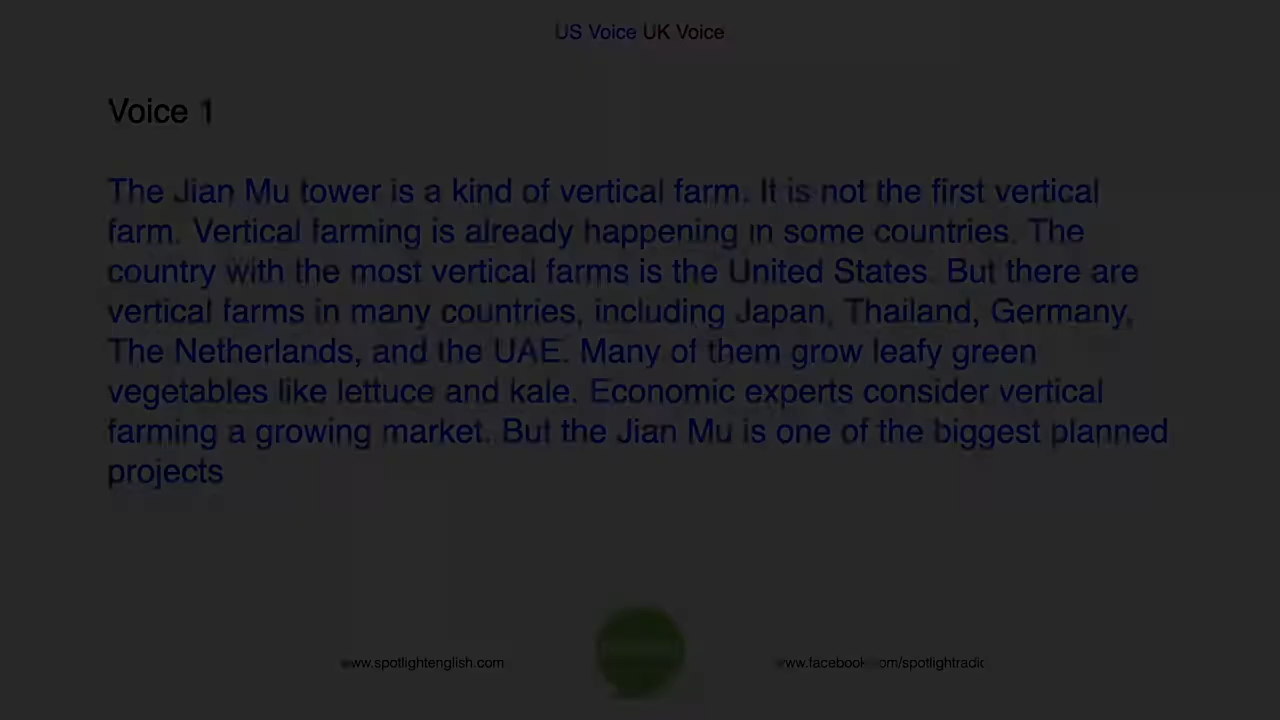 US Voice UK Voice
Voice 1
The Jian Mu tower is a kind of vertical farm. It is not the first vertical
farm. Vertical farming is already happening in some countries. The
country with the most vertical farms is the United States. But there are
vertical farms in many countries, including Japan, Thailand, Germany,
The Netherlands, and the UAE. Many of them grow leafy green
vegetables like lettuce and kale. Economic experts consider vertical
farming a growing market. But the Jian Mu is one of the biggest planned
projects
www.spotlightenglish.com
www.facebook.com/spotlightradio